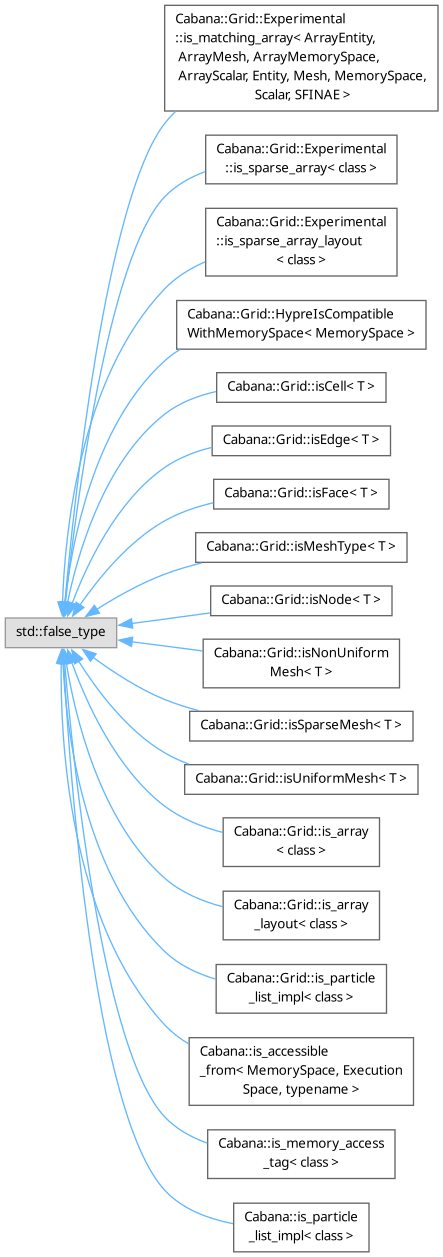 Cabana::Grid::Experimental
::is_matching_array< ArrayEntity,
ArrayMesh, ArrayMemorySpace,
ArrayScalar, Entity, Mesh, MemorySpace,
Scalar, SFINAE >
Cabana::Grid::Experimental
::is_sparse_array< class >
Cabana::Grid::Experimental
::is_sparse_array_layout
< class >
Cabana::Grid::HypreIsCompatible
WithMemorySpace< MemorySpace >
Cabana::Grid::isCell< T >
Cabana::Grid::isEdge< T >
Cabana::Grid::isFace< T >
Cabana::Grid::isMeshType< T >
Cabana::Grid::isNode< T >
std::false_type
Cabana::Grid::isNonUniform
Mesh< T >
Cabana::Grid::isSparseMesh< T >
Cabana::Grid::isUniformMesh< T >
Cabana::Grid::is_array
< class >
Cabana::Grid::is_array
_layout< class >
Cabana::Grid::is_particle
_list_impl< class >
Cabana::is_accessible
_from< MemorySpace, Execution
Space, typename >
Cabana::is_memory_access
_tag< class >
Cabana::is_particle
_list_impl< class >